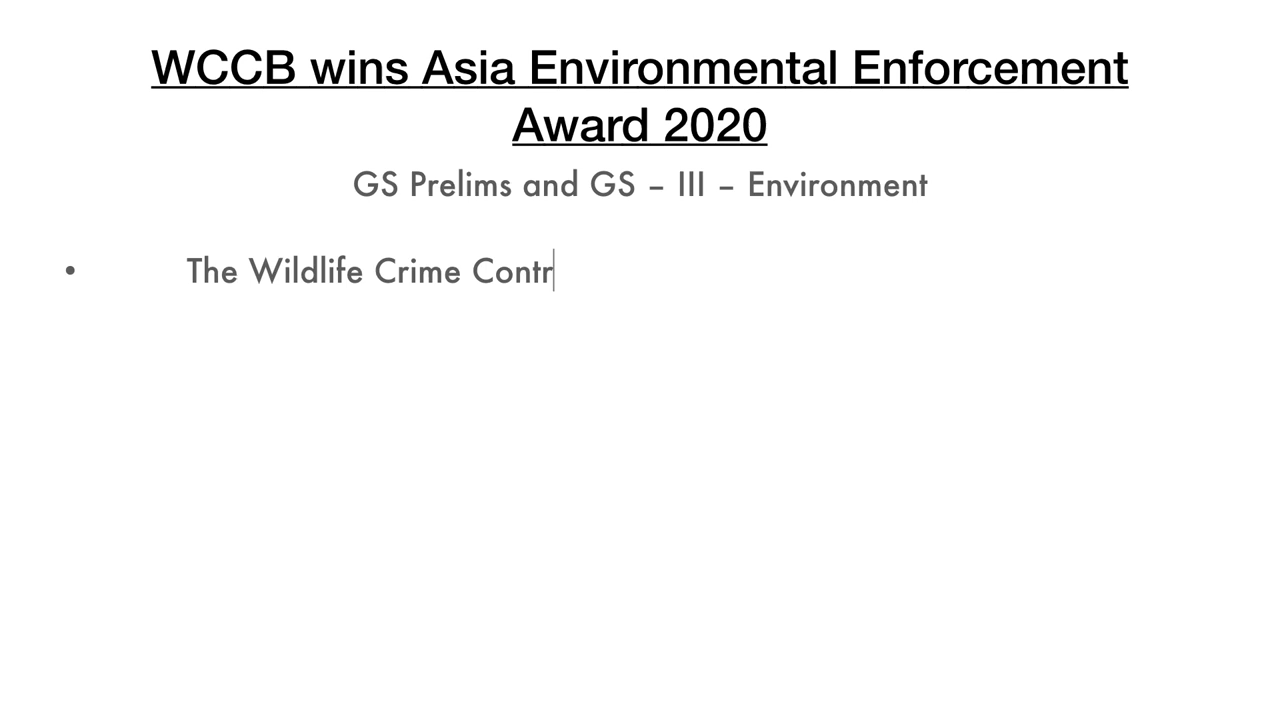 WCCB wins Asia Environmental Enforcement
Award 2020
GS Prelims and GS – III – Environment
• The Wildlife Crime Contr